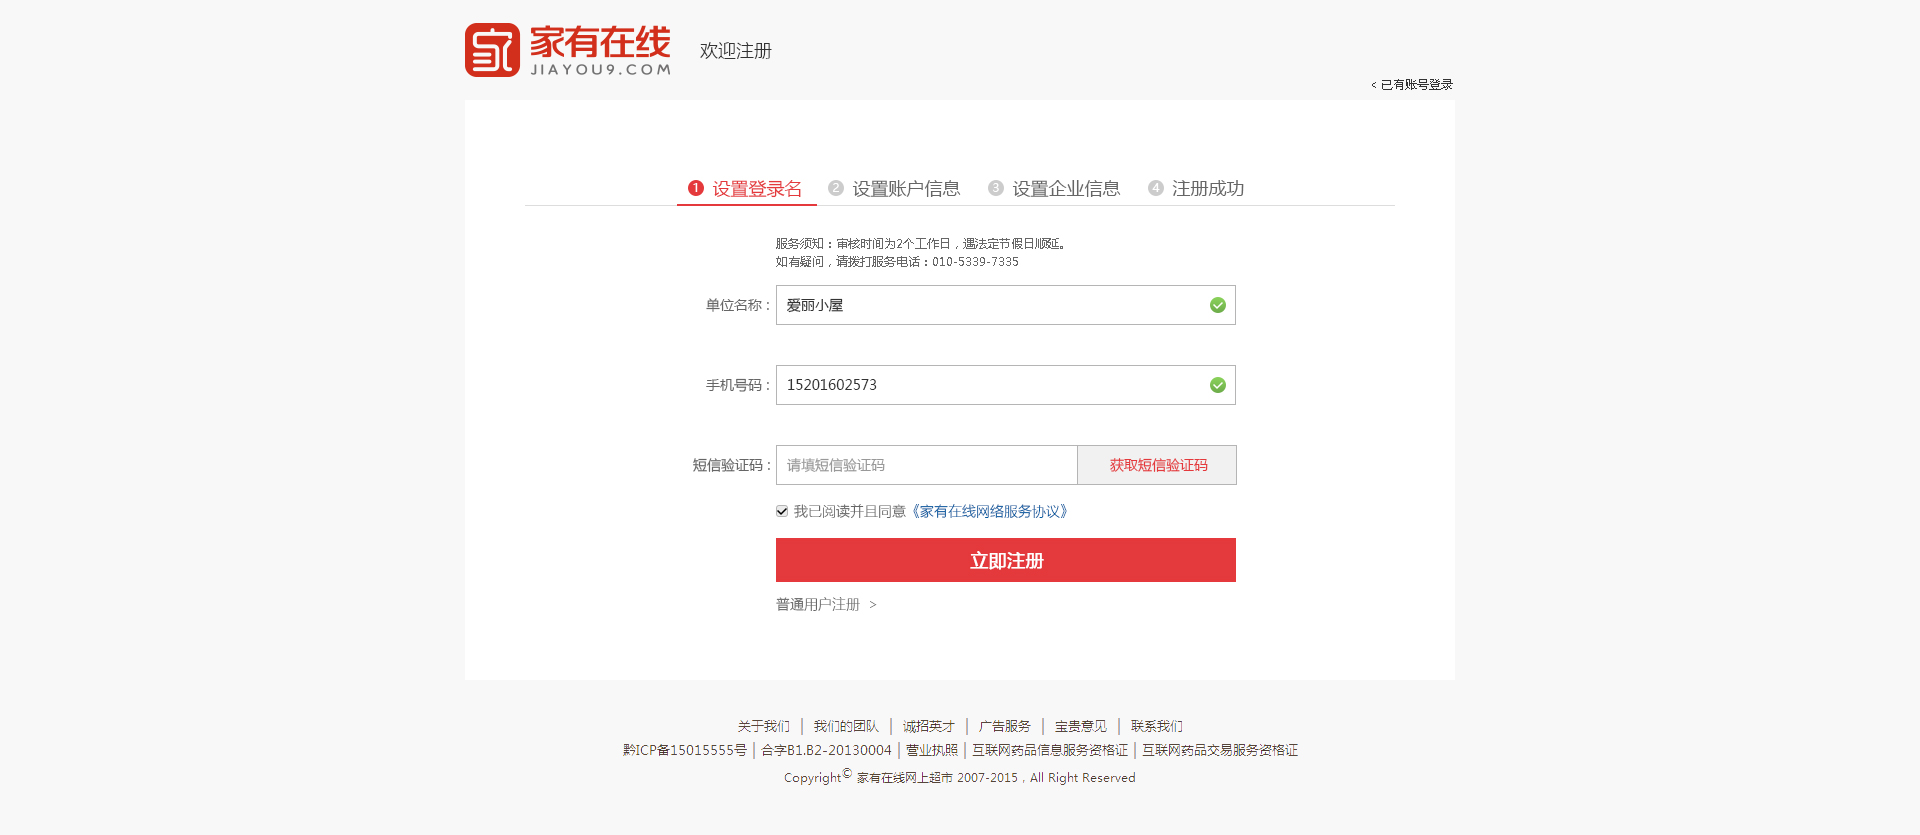 家有在线
JIAYOU9.COM
欢迎注册
< 已有账号登录
1 设置登录名 2 设置账户信息 3 设置企业信息 4 注册成功
服务须知：审核时间为2个工作日，遇法定节假日顺延。
如有疑问，请拨打服务电话：010-5339-7335
单位名称： 爱丽小屋
手机号码： 15201602573
短信验证码： 请填短信验证码 获取短信验证码
我已阅读并且同意《家有在线网络服务协议》
立即注册
普通用户注册 >
关于我们 | 我们的团队 | 诚招英才 | 广告服务 | 宝贵意见 | 联系我们
黔ICP备15015555号 | 合字B1.B2-20130004 | 营业执照 | 互联网药品信息服务资格证 | 互联网药品交易服务资格证
Copyright© 家有在线网上超市 2007-2015，All Right Reserved